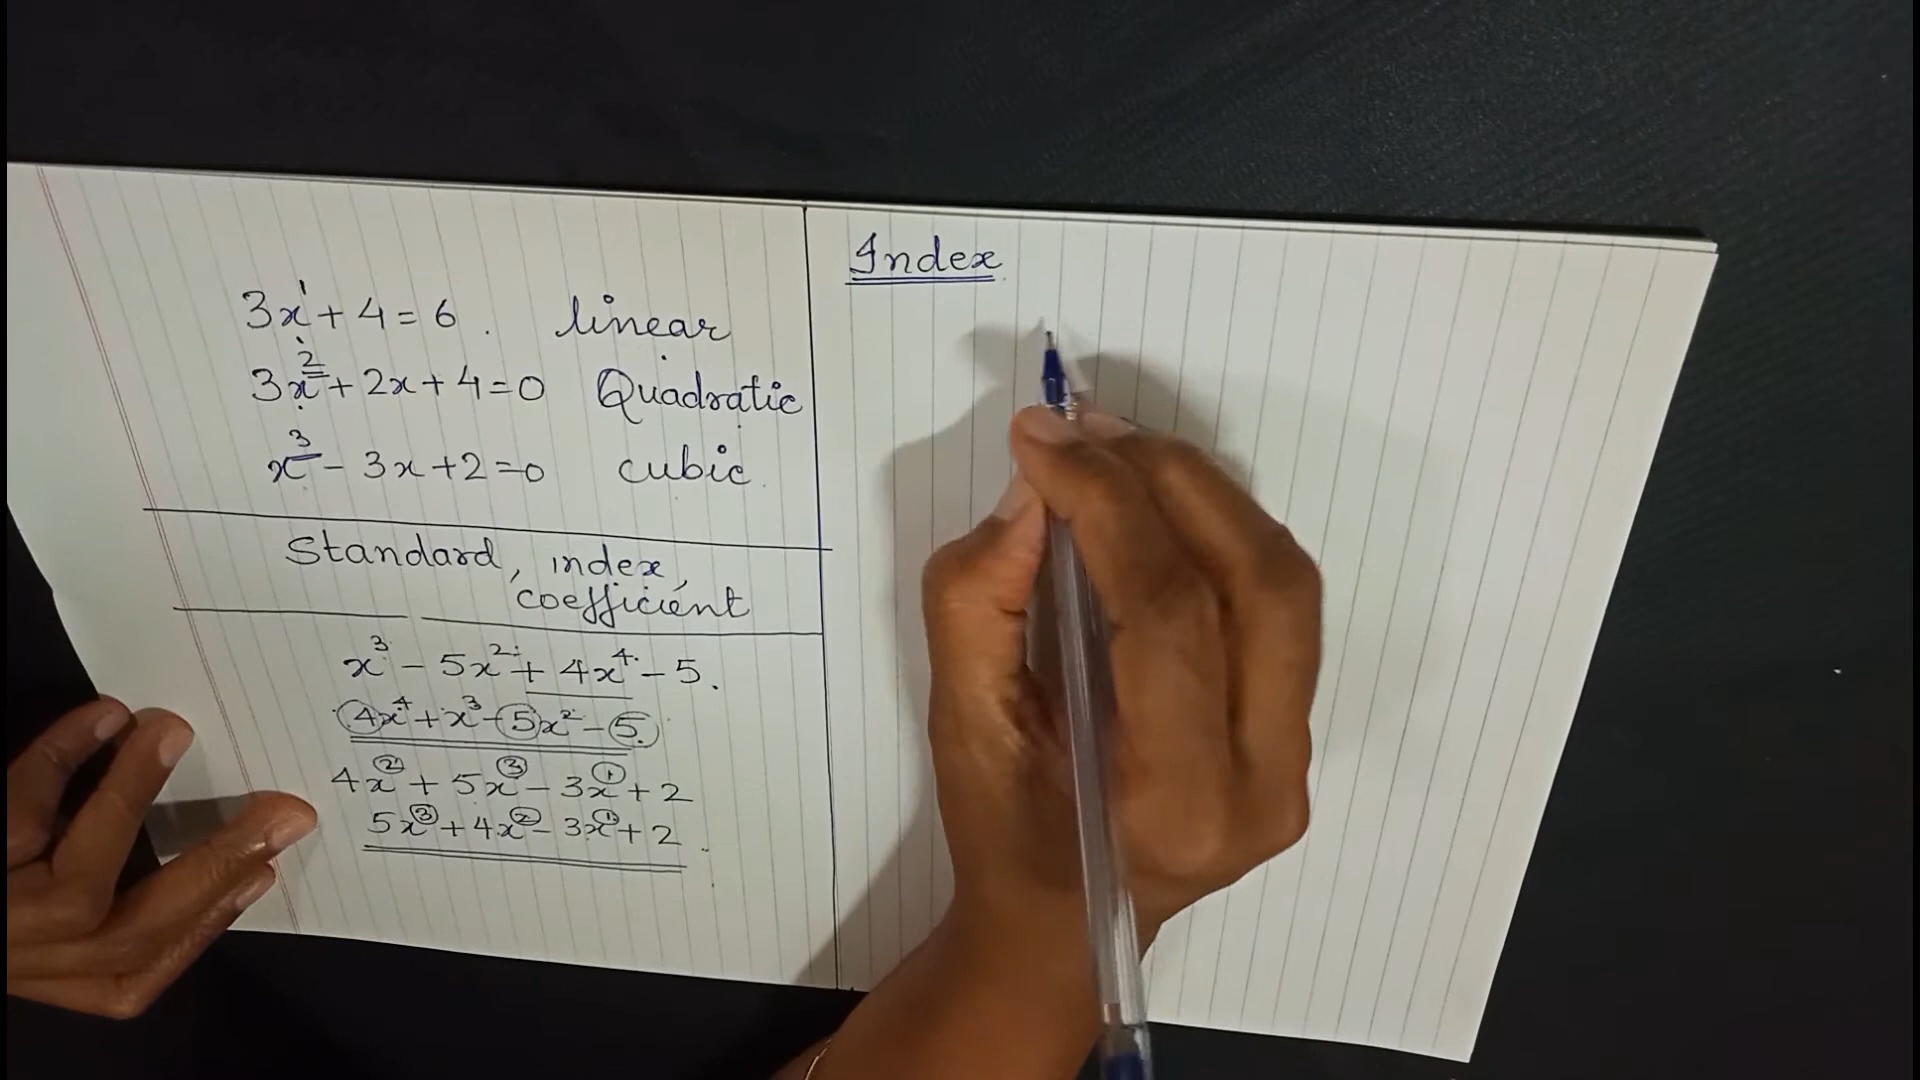 3x¹ + 4 = 6 . linear
3x² + 2x + 4 = 0 Quadratic
x³ - 3x + 2 = 0 cubic
Standard, index,
coefficient
x³ - 5x² + 4x⁴ - 5.
4x⁴ + x³ - 5x² - 5.
4x² + 5x³ - 3x¹ + 2
5x³ + 4x² - 3x¹ + 2
Index